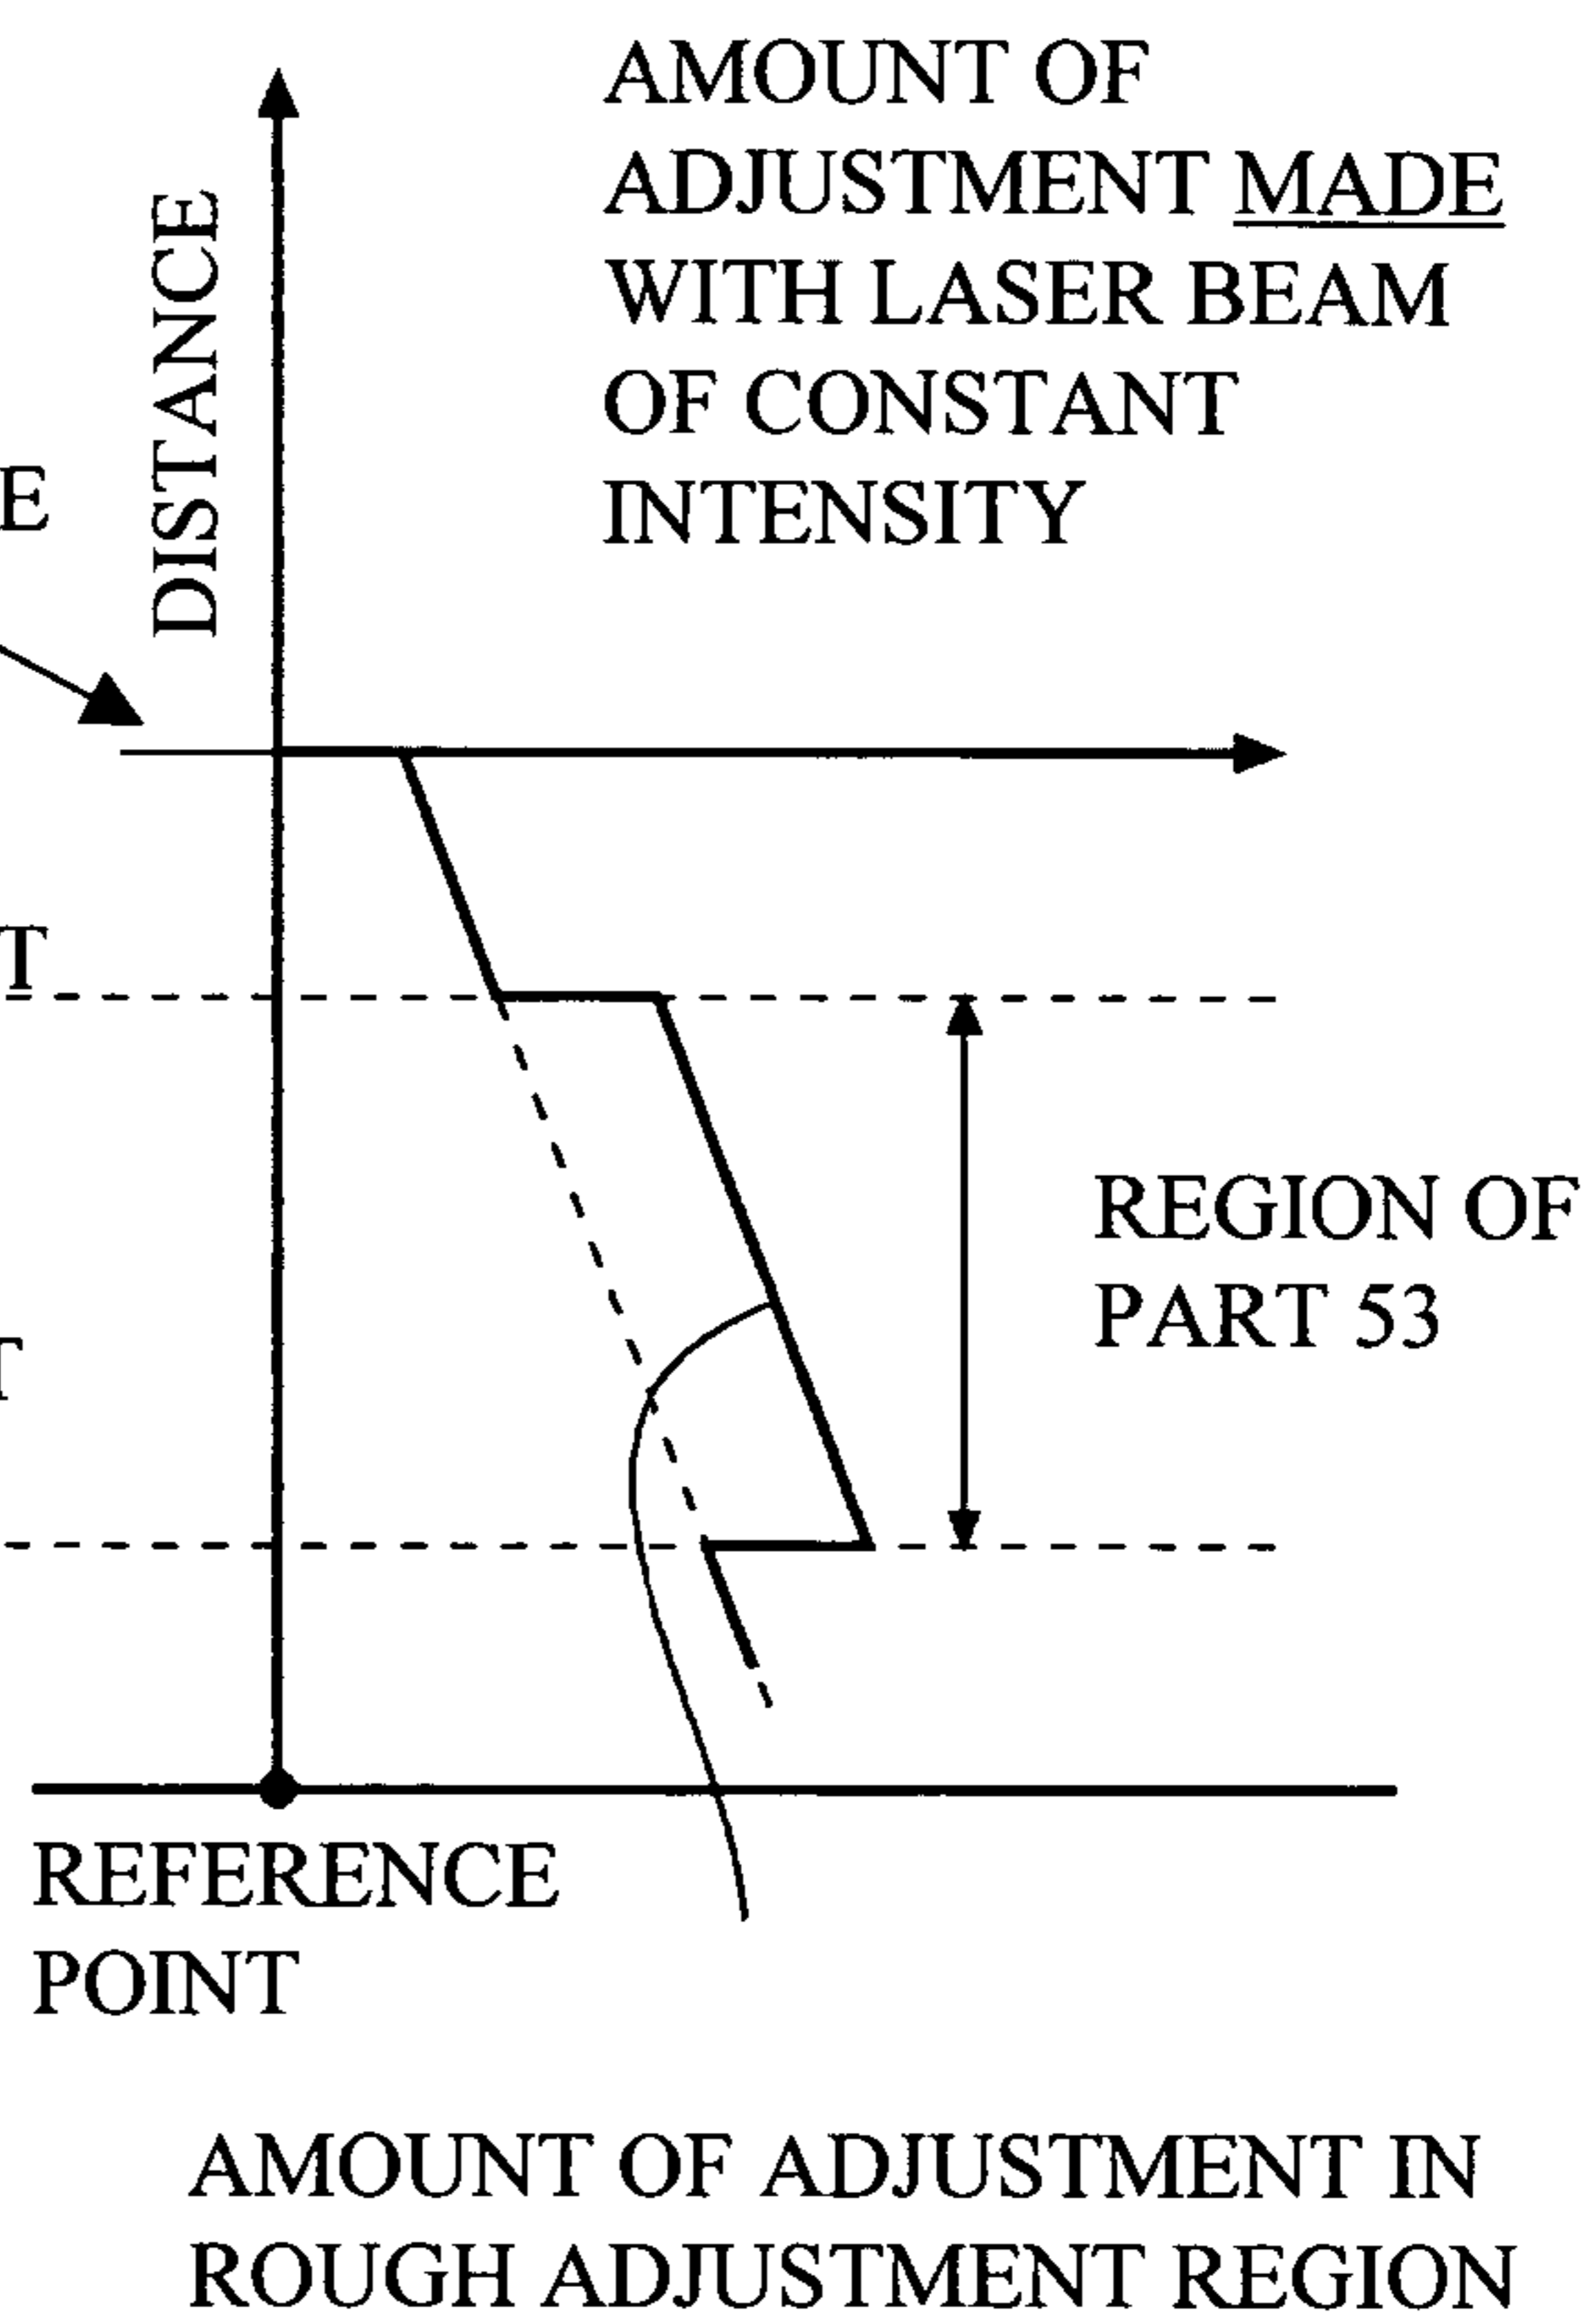 AMOUNT OF
ADJUSTMENT MADE
WITH LASER BEAM
OF CONSTANT
INTENSITY
DISTANCE
E
T
REGION OF
PART 53
T
REFERENCE
POINT
AMOUNT OF ADJUSTMENT IN
ROUGH ADJUSTMENT REGION